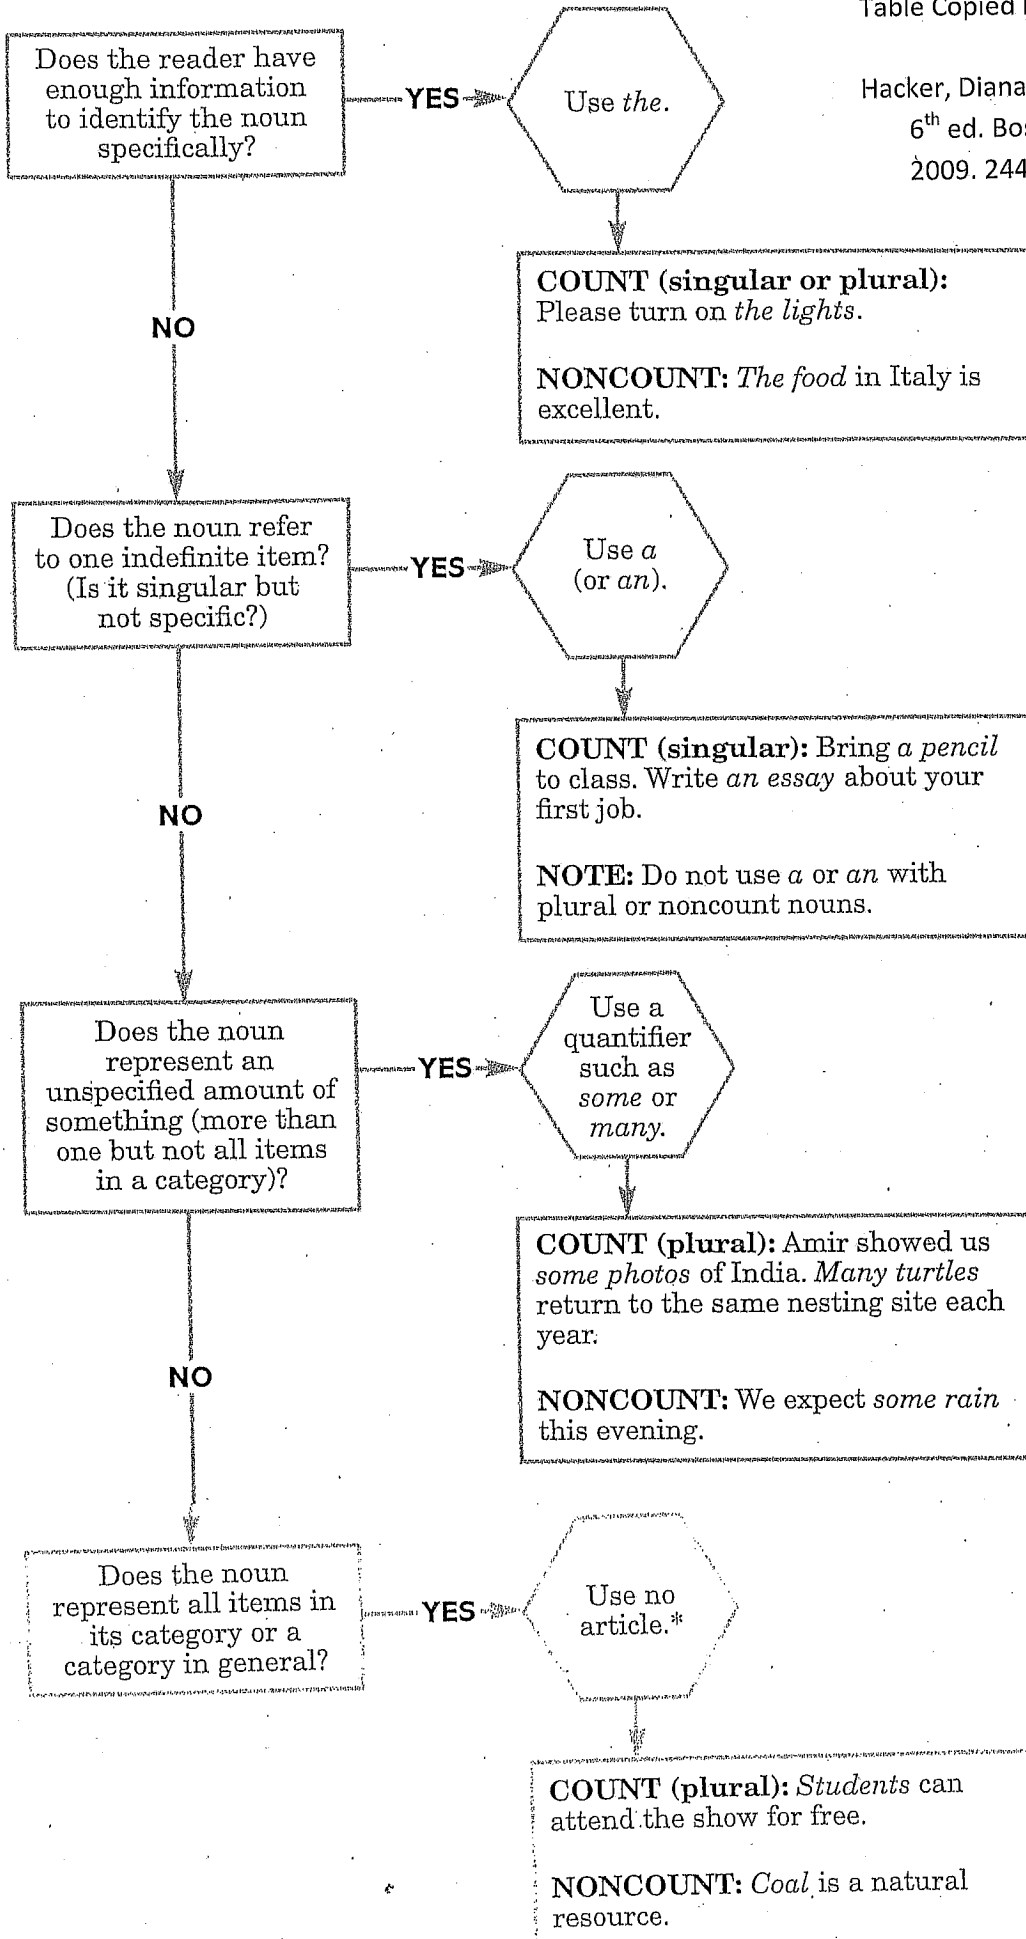 Table Copied
Hacker, Diana
6th ed.
2009. 244
Does the reader have
enough information
to identify the noun
specifically?
YES
Use the.
COUNT (singular or plural):
Please turn on the lights.
NONCOUNT: The food in Italy is
excellent.
NO
Does the noun refer
to one indefinite item?
(Is it singular but
not specific?)
YES
Use a
(or an).
COUNT (singular): Bring a pencil
to class. Write an essay about your
first job.
NOTE: Do not use a or an with
plural or noncount nouns.
NO
Does the noun
represent an
unspecified amount of
something (more than
one but not all items
in a category)?
YES
Use a
quantifier
such as
some or
many.
COUNT (plural): Amir showed us
some photos of India. Many turtles
return to the same nesting site each
year.
NONCOUNT: We expect some rain
this evening.
NO
Does the noun
represent all items in
its category or a
category in general?
YES
Use no
article.*
COUNT (plural): Students can
attend the show for free.
NONCOUNT: Coal is a natural
resource.